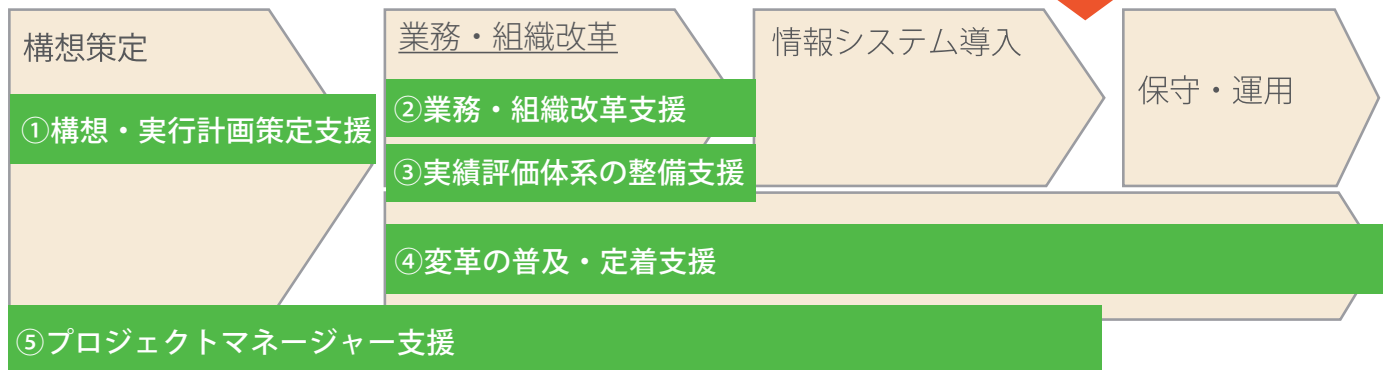 構想策定
業務・組織改革
情報システム導入
保守・運用
①構想・実行計画策定支援
②業務・組織改革支援
③実績評価体系の整備支援
④変革の普及・定着支援
⑤プロジェクトマネージャー支援